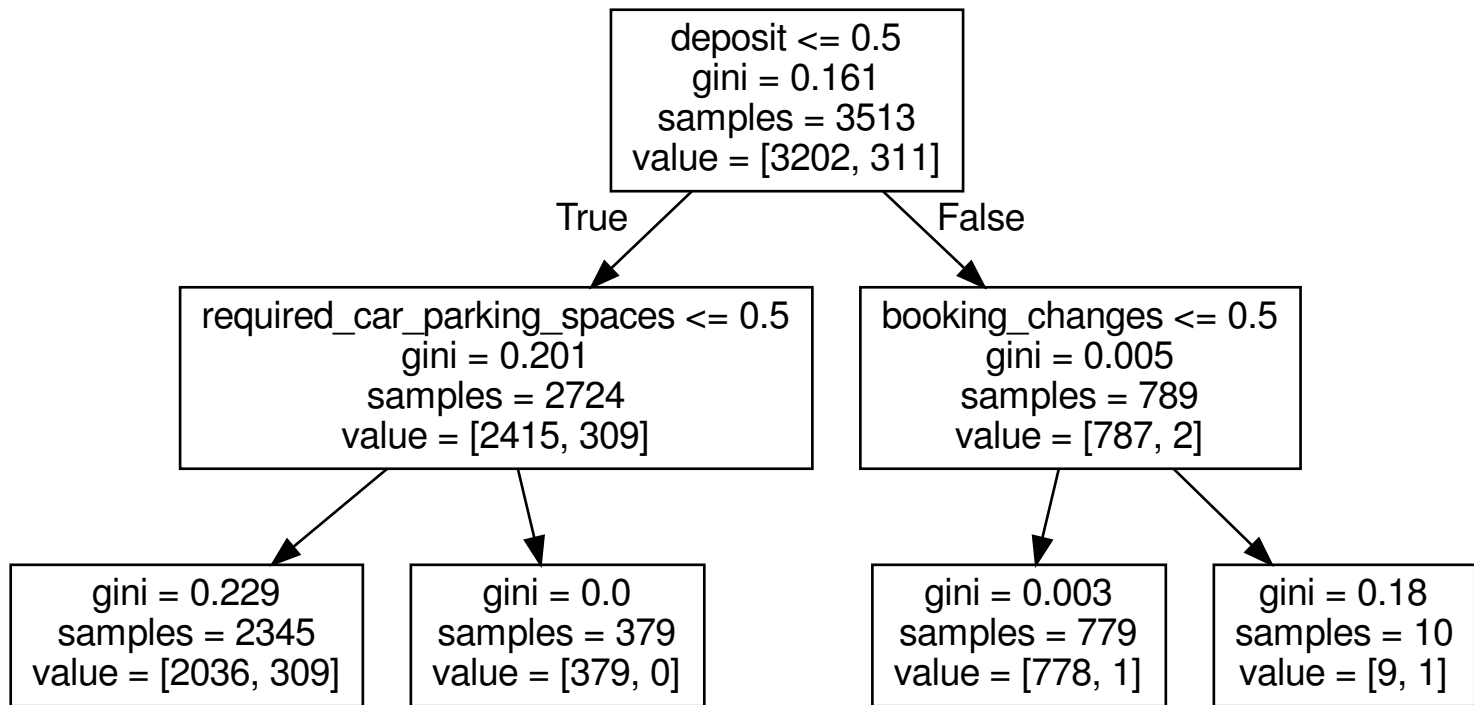 deposit <= 0.5
gini = 0.161
samples = 3513
value = [3202, 311]
True
False
required_car_parking_spaces <= 0.5
gini = 0.201
samples = 2724
value = [2415, 309]
booking_changes <= 0.5
gini = 0.005
samples = 789
value = [787, 2]
gini = 0.229
samples = 2345
value = [2036, 309]
gini = 0.0
samples = 379
value = [379, 0]
gini = 0.003
samples = 779
value = [778, 1]
gini = 0.18
samples = 10
value = [9, 1]